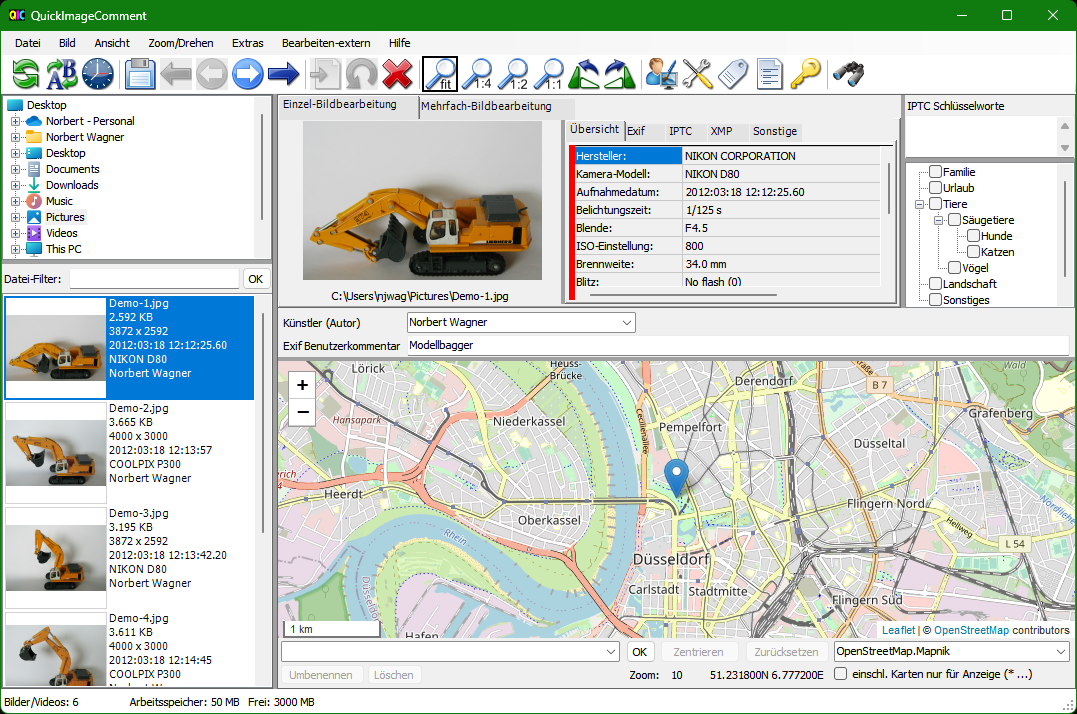 QuickImageComment
Datei Bild Ansicht Zoom/Drehen Extras Bearbeiten-extern Hilfe
fit 1:4 1:2 1:1
Desktop
Norbert - Personal
Norbert Wagner
Desktop
Documents
Downloads
Music
Pictures
Videos
This PC
Datei-Filter: OK
Demo-1.jpg
2.592 KB
3872 x 2592
2012:03:18 12:12:25.60
NIKON D80
Norbert Wagner
Demo-2.jpg
3.665 KB
4000 x 3000
2012:03:18 12:13:57
COOLPIX P300
Norbert Wagner
Demo-3.jpg
3.195 KB
3872 x 2592
2012:03:18 12:13:42.20
NIKON D80
Norbert Wagner
Demo-4.jpg
3.611 KB
4000 x 3000
2012:03:18 12:14:45
COOLPIX P300
Einzel-Bildbearbeitung Mehrfach-Bildbearbeitung
LIEBHERR
C:\Users\njwag\Pictures\Demo-1.jpg
Übersicht Exif IPTC XMP Sonstige
Hersteller: NIKON CORPORATION
Kamera-Modell: NIKON D80
Aufnahmedatum: 2012:03:18 12:12:25.60
Belichtungszeit: 1/125 s
Blende: F4.5
ISO-Einstellung: 800
Brennweite: 34.0 mm
Blitz: No flash (0)
IPTC Schlüsselworte
Familie
Urlaub
Tiere
Säugetiere
Hunde
Katzen
Vögel
Landschaft
Sonstiges
Künstler (Autor) Norbert Wagner
Exif Benutzerkommentar Modellbagger
+
−
Lörick
Heuss-
Brücke
Derendorf
B 7
Wald
Hansapark
Niederkassel
Cecilienallee
Pempelfort
Grafenberg
Düsseltal
Heerdt
Oberkassel
Flingern Nord
Hellweg
L 54
Rhein
Düsseldorf
Carlstadt
Stadtmitte
Flingern Süd
Hafen
1 km
Leaflet | © OpenStreetMap contributors
OK Zentrieren Zurücksetzen OpenStreetMap.Mapnik
Umbenennen Löschen Zoom: 10 51.231800N 6.777200E einschl. Karten nur für Anzeige (* ...)
Bilder/Videos: 6 Arbeitsspeicher: 50 MB Frei: 3000 MB